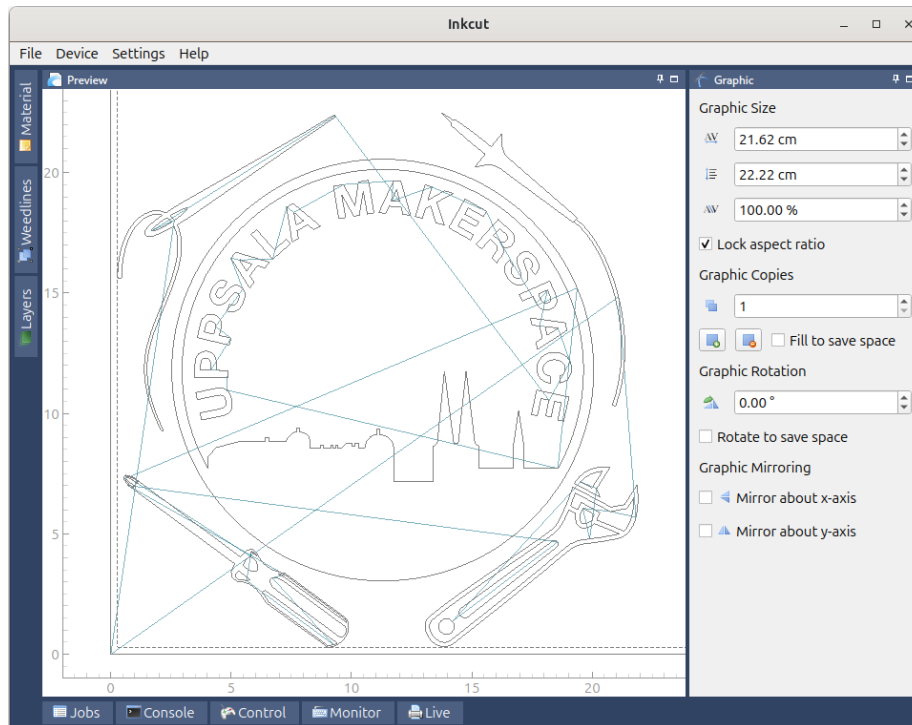 Inkcut
File Device Settings Help
Material
Weedlines
Layers
Preview
20
15
10
5
0
0 5 10 15 20
UPPSALA MAKERSPACE
Graphic
Graphic Size
21.62 cm
22.22 cm
100.00 %
Lock aspect ratio
Graphic Copies
1
Fill to save space
Graphic Rotation
0.00 °
Rotate to save space
Graphic Mirroring
Mirror about x-axis
Mirror about y-axis
Jobs Console Control Monitor Live